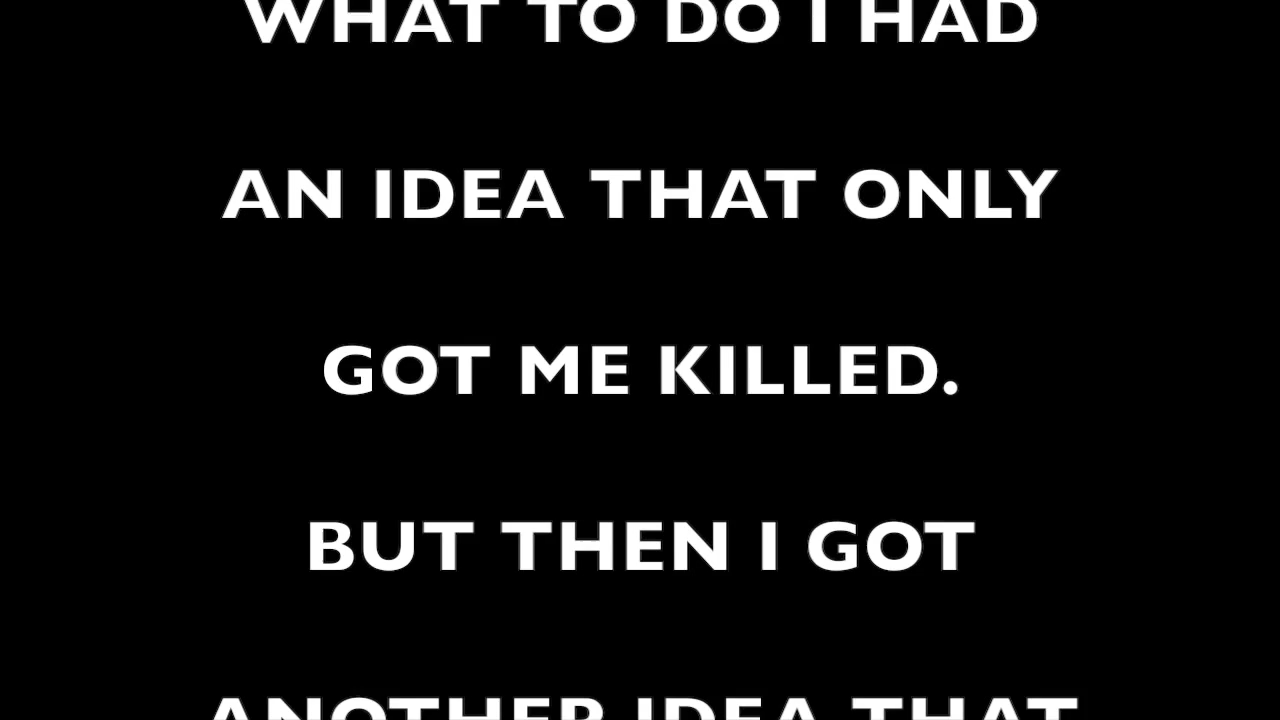 WHAT TO DO I HAD
AN IDEA THAT ONLY
GOT ME KILLED.
BUT THEN I GOT
ANOTHER IDEA THAT